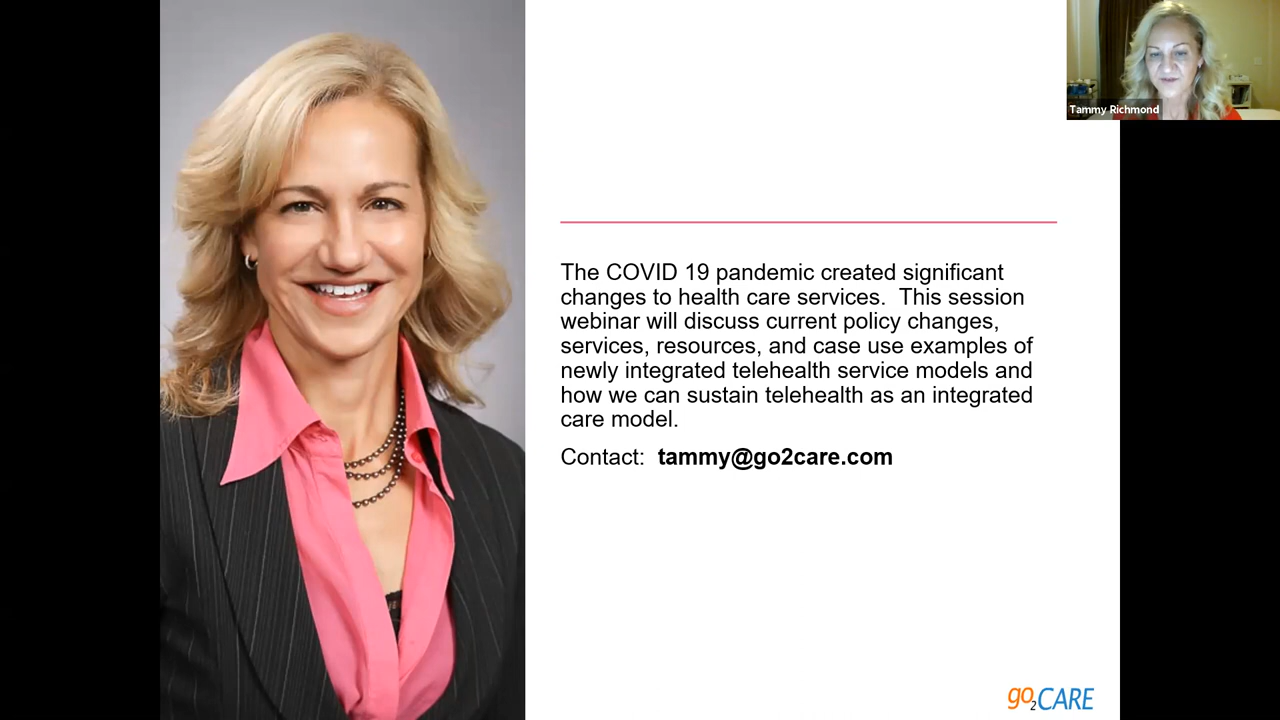 Tammy Richmond
The COVID 19 pandemic created significant
changes to health care services.  This session
webinar will discuss current policy changes,
services, resources, and case use examples of
newly integrated telehealth service models and
how we can sustain telehealth as an integrated
care model.
Contact:  tammy@go2care.com
go2CARE